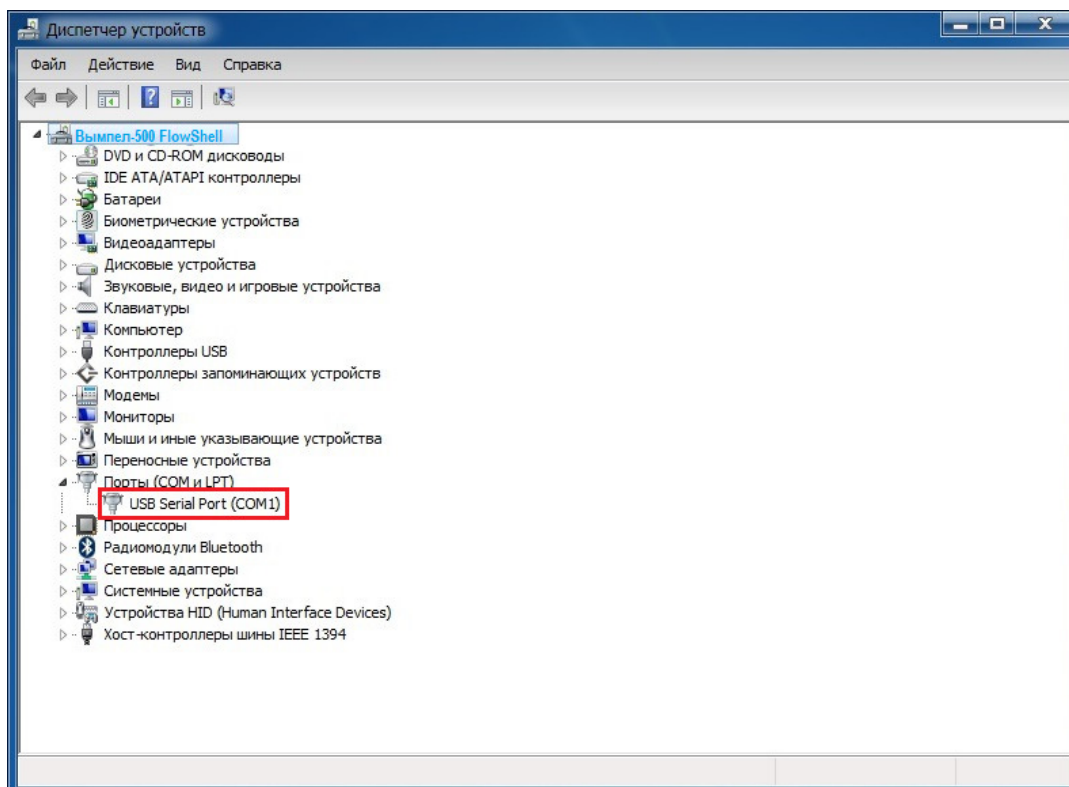 Диспетчер устройств
Файл Действие Вид Справка
Вымпел-500 FlowShell
DVD и CD-ROM дисководы
IDE ATA/ATAPI контроллеры
Батареи
Биометрические устройства
Видеоадаптеры
Дисковые устройства
Звуковые, видео и игровые устройства
Клавиатуры
Компьютер
Контроллеры USB
Контроллеры запоминающих устройств
Модемы
Мониторы
Мыши и иные указывающие устройства
Переносные устройства
Порты (COM и LPT)
USB Serial Port (COM1)
Процессоры
Радиомодули Bluetooth
Сетевые адаптеры
Системные устройства
Устройства HID (Human Interface Devices)
Хост-контроллеры шины IEEE 1394